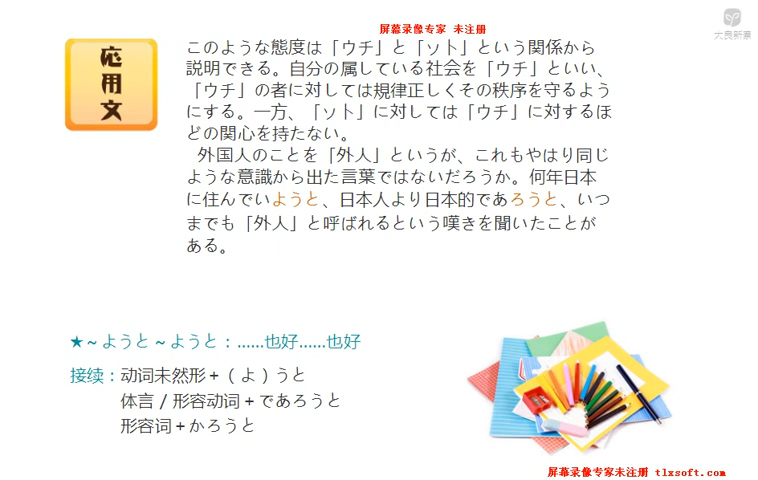 屏幕录像专家 未注册
太良新意
応用文
このような態度は「ウチ」と「ソト」という関係から
説明できる。自分の属している社会を「ウチ」といい、
「ウチ」の者に対しては規律正しくその秩序を守るよう
にする。一方、「ソト」に対しては「ウチ」に対するほ
どの関心を持たない。
外国人のことを「外人」というが、これもやはり同じ
ような意識から出た言葉ではないだろうか。何年日本
に住んでいようと、日本人より日本的であろうと、いつ
までも「外人」と呼ばれるという嘆きを聞いたことが
ある。
★～ようと～ようと：......也好......也好
接续：动词未然形＋（よ）うと
体言／形容动词＋であろうと
形容词＋かろうと
屏幕录像专家未注册 tlxsoft.com